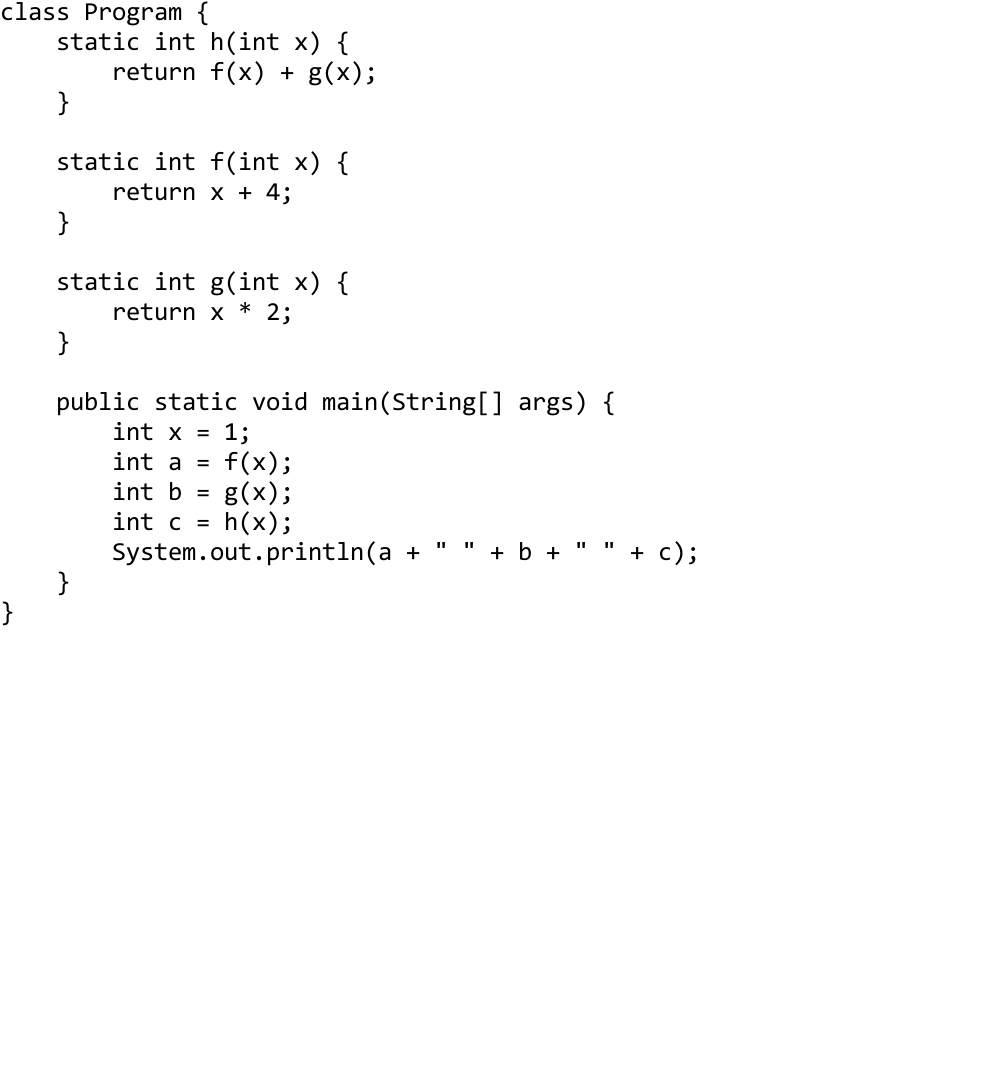 class Program {
    static int h(int x) {
        return f(x) + g(x);
    }

    static int f(int x) {
        return x + 4;
    }

    static int g(int x) {
        return x * 2;
    }

    public static void main(String[] args) {
        int x = 1;
        int a = f(x);
        int b = g(x);
        int c = h(x);
        System.out.println(a + " " + b + " " + c);
    }
}